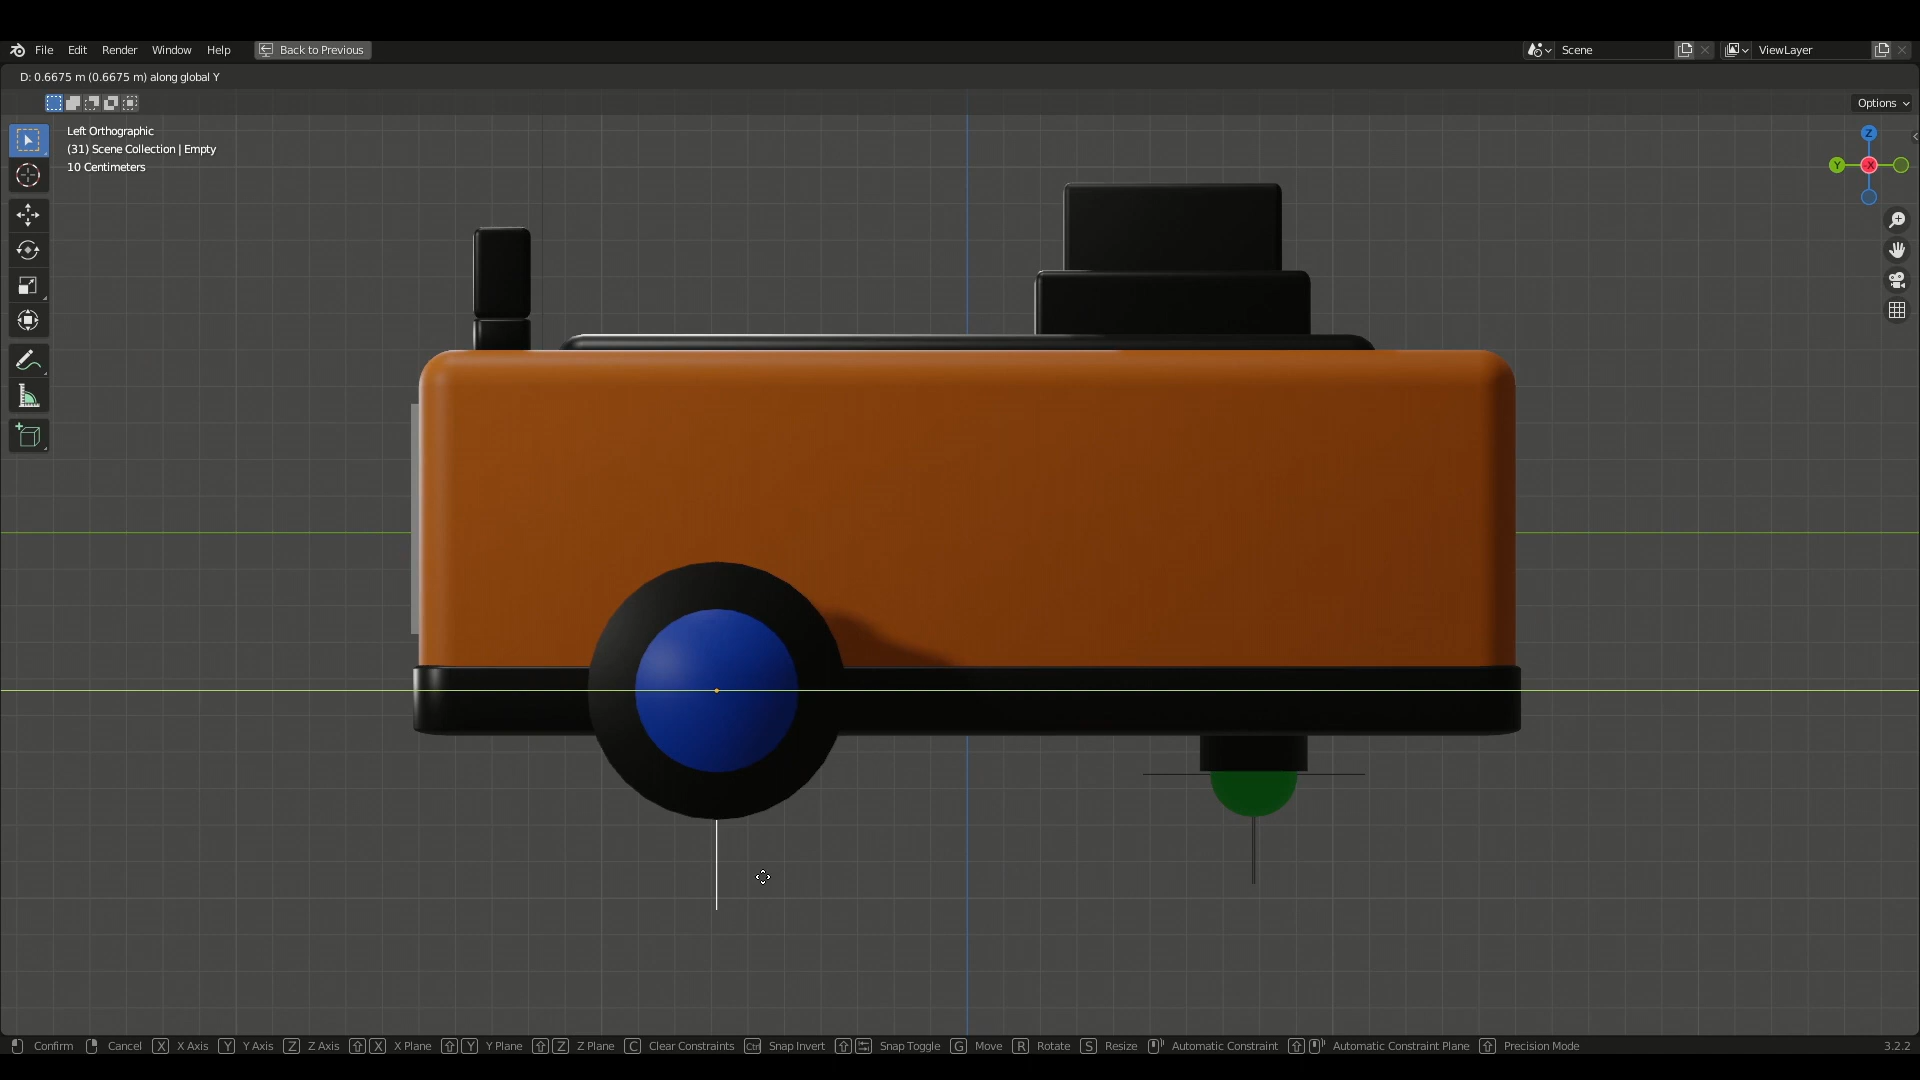 File Edit Render Window Help Back to Previous Scene ViewLayer
D: 0.6675 m (0.6675 m) along global Y
Options
Left Orthographic
(31) Scene Collection | Empty
10 Centimeters
Z
Y -X
Confirm Cancel X X Axis Y Y Axis Z Z Axis X X Plane Y Y Plane Z Z Plane C Clear Constraints Ctrl Snap Invert Snap Toggle G Move R Rotate S Resize Automatic Constraint Automatic Constraint Plane Precision Mode 3.2.2